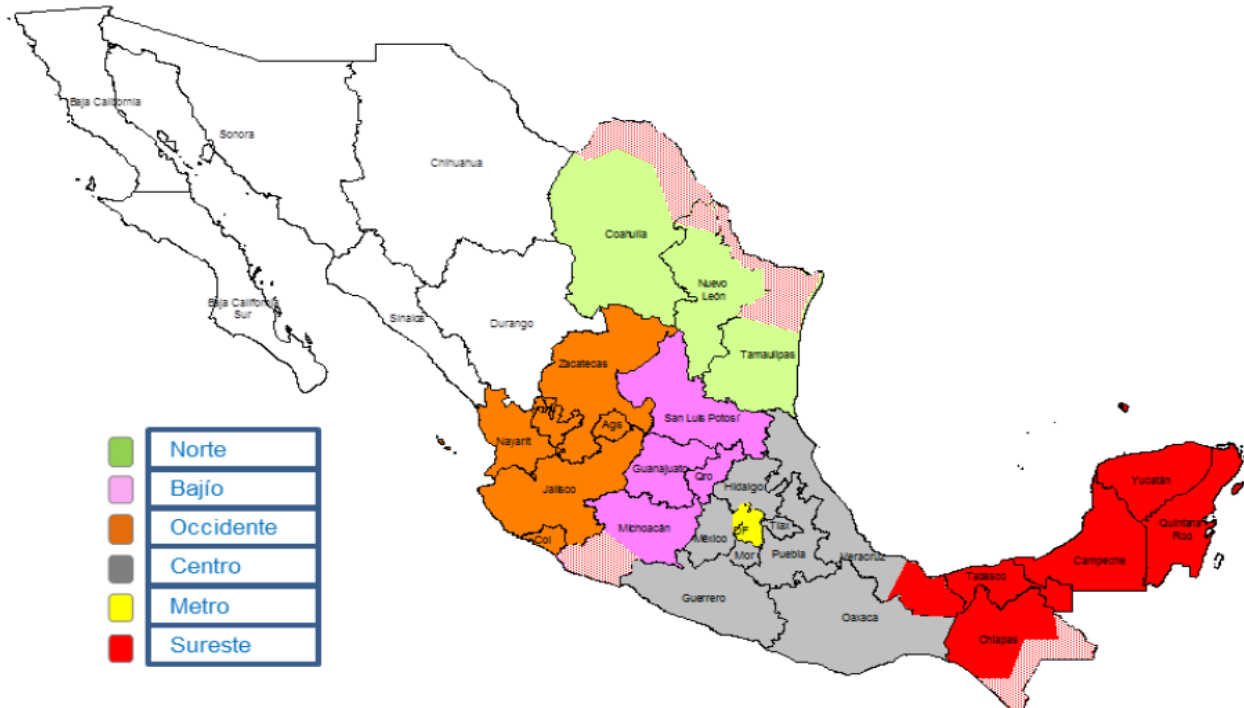 Baja California
Sonora
Chihuahua
Coahuila
Baja California
Sur
Sinaloa
Durango
Nuevo
León
Tamaulipas
Zacatecas
San Luis Potosí
Nayarit
Ags
Guanajuato
Qro
Hidalgo
Jalisco
Michoacán
México
DF
Tlax
Col
Mor
Puebla
Veracruz
Guerrero
Oaxaca
Tabasco
Chiapas
Campeche
Yucatán
Quintana
Roo
Norte
Bajío
Occidente
Centro
Metro
Sureste